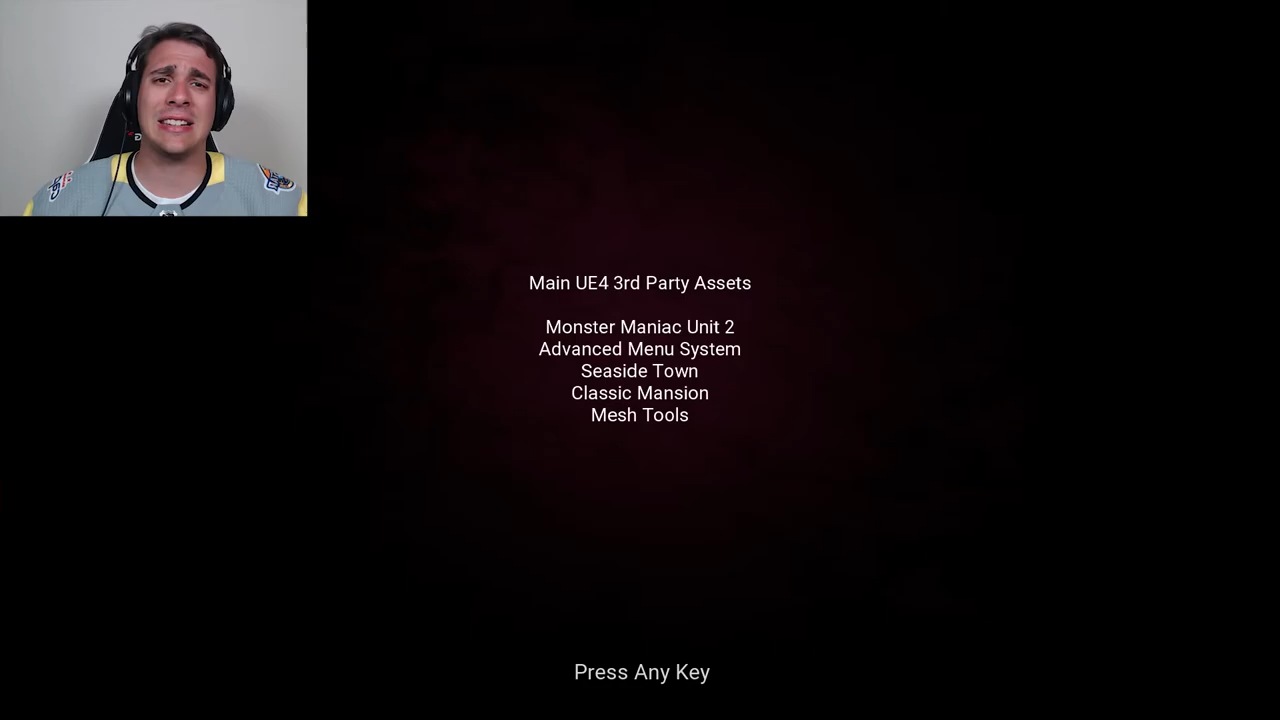 Main UE4 3rd Party Assets
Monster Maniac Unit 2
Advanced Menu System
Seaside Town
Classic Mansion
Mesh Tools
Press Any Key